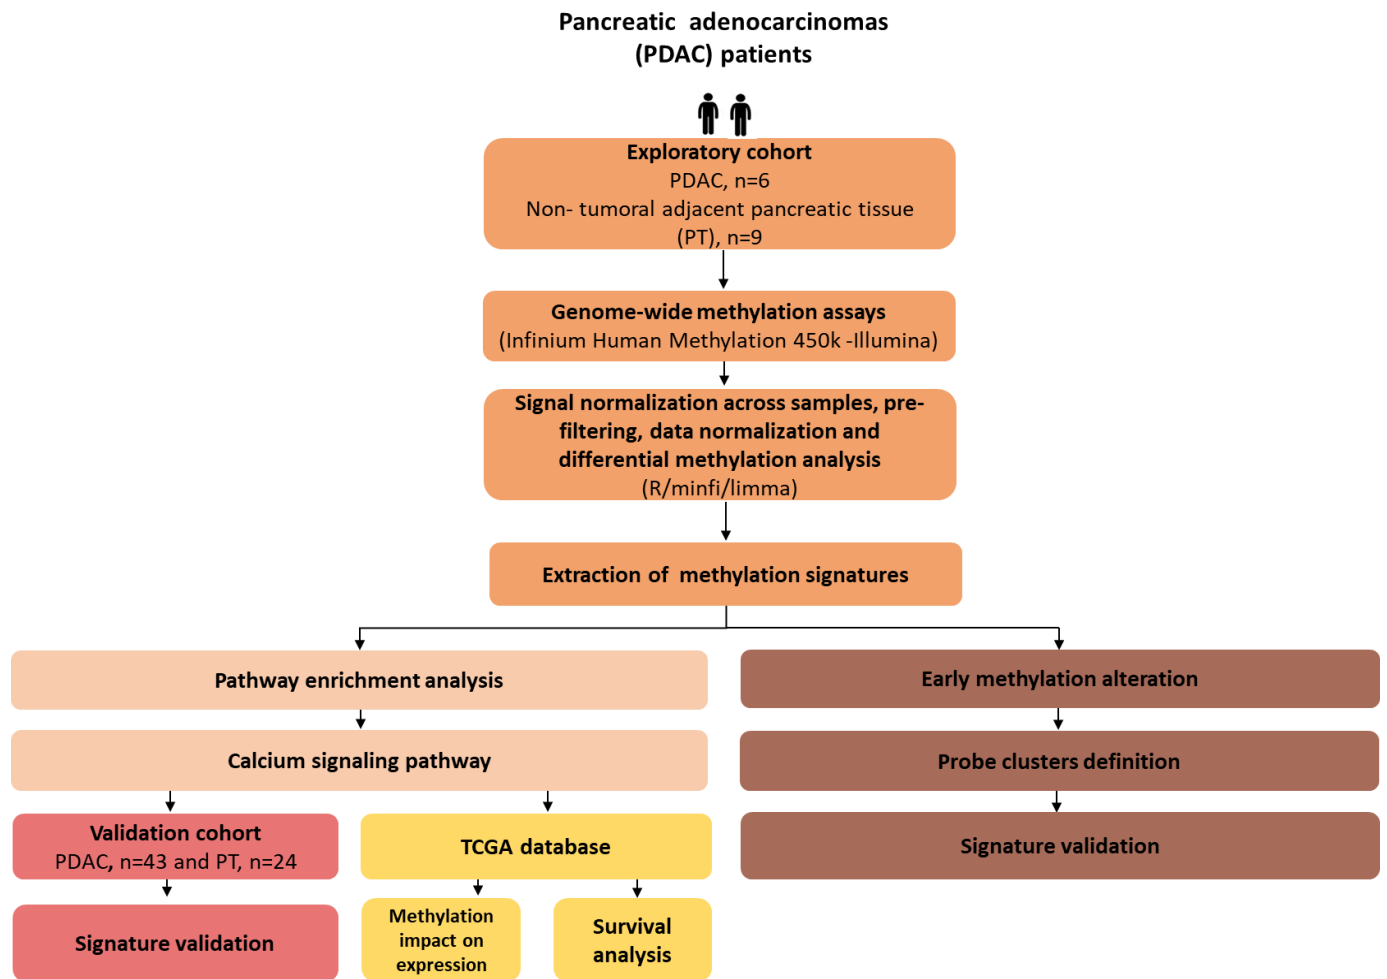 Pancreatic adenocarcinomas
(PDAC) patients
Exploratory cohort
PDAC, n=6
Non- tumoral adjacent pancreatic tissue
(PT), n=9
Genome-wide methylation assays
(Infinium Human Methylation 450k -Illumina)
Signal normalization across samples, pre-
filtering, data normalization and
differential methylation analysis
(R/minfi/limma)
Extraction of methylation signatures
Pathway enrichment analysis
Early methylation alteration
Calcium signaling pathway
Probe clusters definition
Validation cohort
PDAC, n=43 and PT, n=24
TCGA database
Signature validation
Signature validation
Methylation
impact on
expression
Survival
analysis